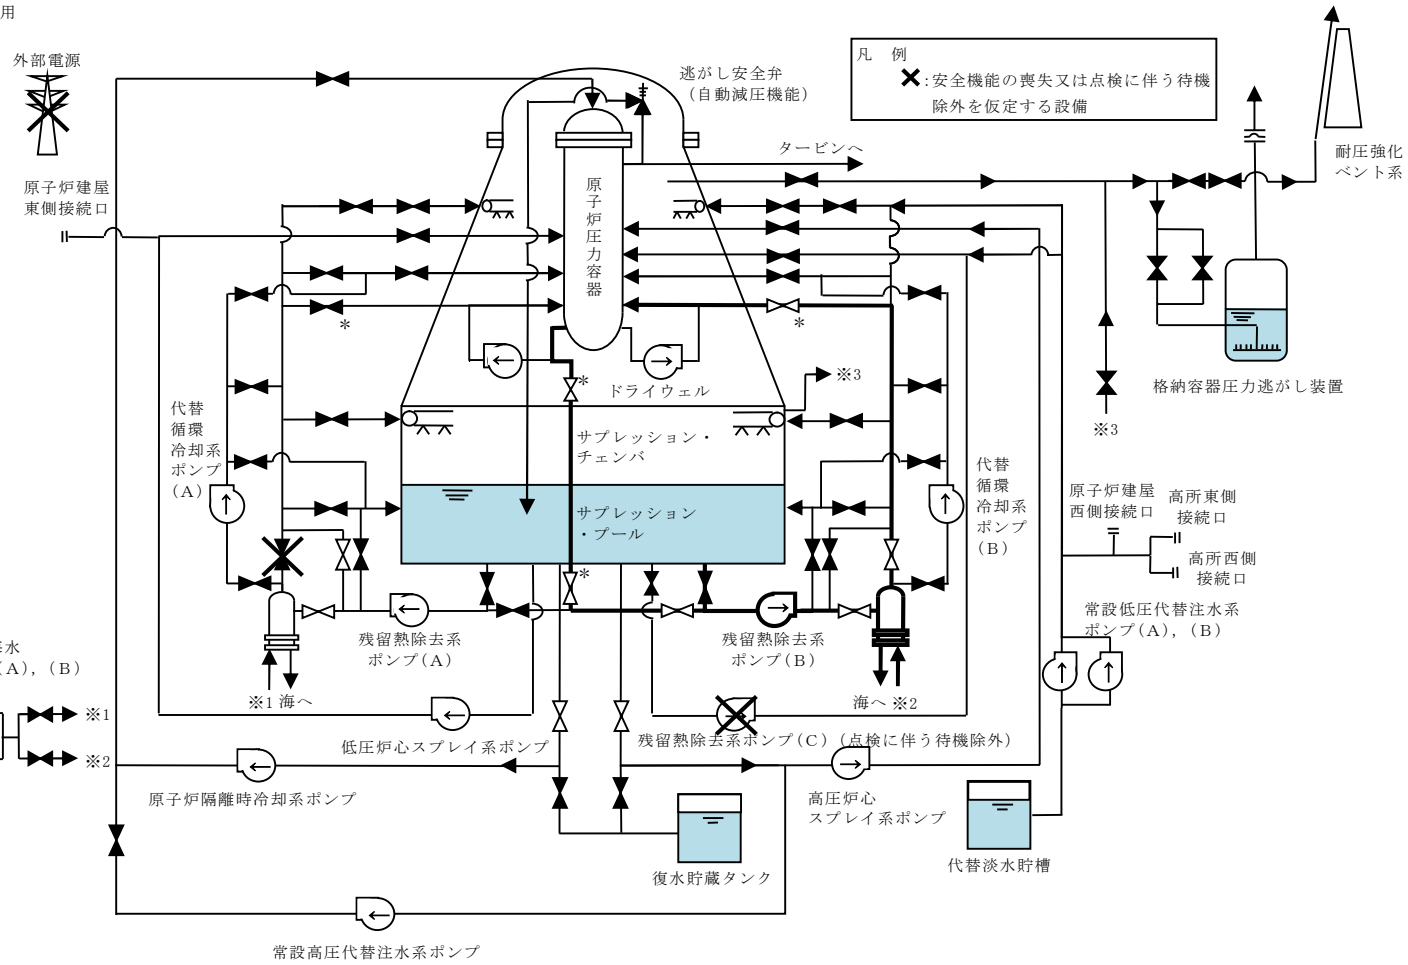 用
外部電源
原子炉建屋
東側接続口
逃がし安全弁
（自動減圧機能）
凡　例
：安全機能の喪失又は点検に伴う待機
除外を仮定する設備
タービンへ
耐圧強化
ベント系
原子炉圧力容器
＊
＊
＊
ドライウェル
※3
格納容器圧力逃がし装置
※3
代替
循環
冷却系
ポンプ
（A）
サプレッション・
チェンバ
サプレッション
・プール
＊
代替
循環
冷却系
ポンプ
（B）
原子炉建屋
西側接続口
高所東側
接続口
高所西側
接続口
常設低圧代替注水系
ポンプ（A），（B）
残留熱除去系
ポンプ（A）
残留熱除去系
ポンプ（B）
水
（A），（B）
※1 海へ
海へ ※2
※1
※2
低圧炉心スプレイ系ポンプ
残留熱除去系ポンプ（C）（点検に伴う待機除外）
原子炉隔離時冷却系ポンプ
高圧炉心
スプレイ系ポンプ
復水貯蔵タンク
代替淡水貯槽
常設高圧代替注水系ポンプ